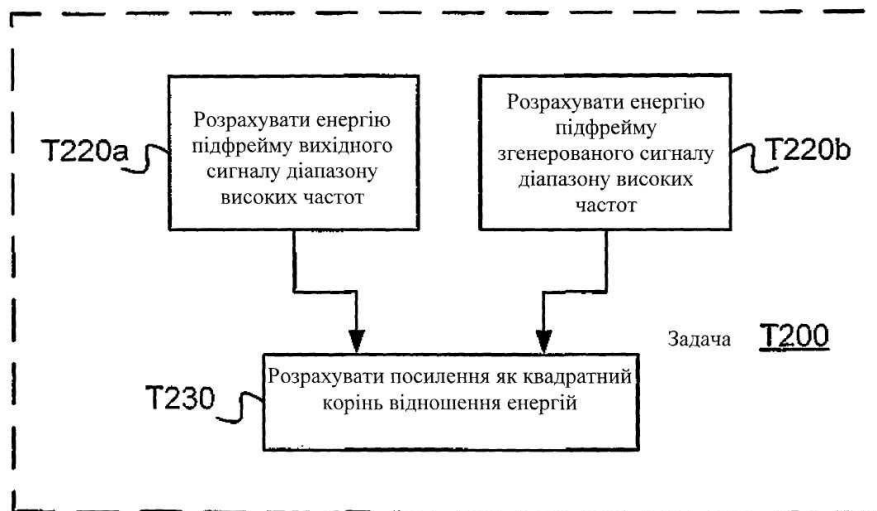 Розрахувати енергію
підфрейму вихідного
сигналу діапазону
високих частот
T220a
Розрахувати енергію
підфрейму
згенерованого сигналу
діапазону високих
частот
T220b
Задача T200
Розрахувати посилення як квадратний
корінь відношення енергій
T230